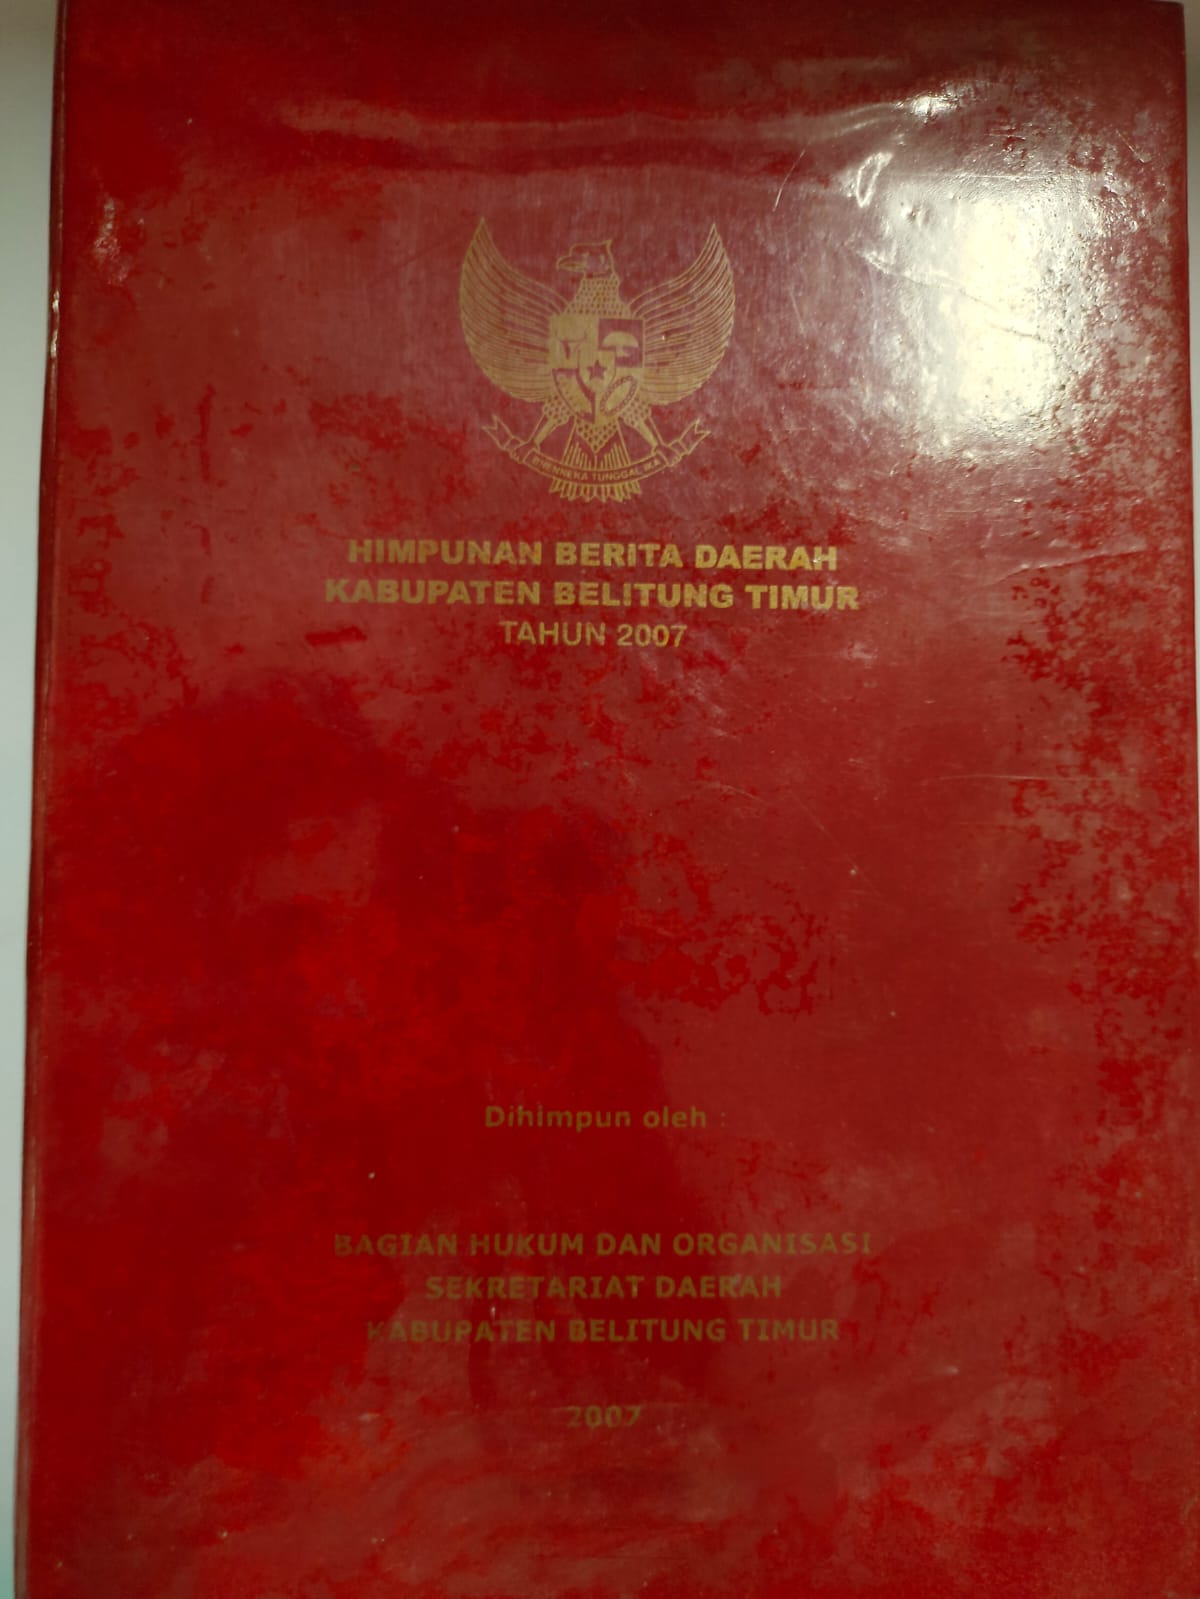 BHINNEKA TUNGGAL IKA
HIMPUNAN BERITA DAERAH
KABUPATEN BELITUNG TIMUR
TAHUN 2007
Dihimpun oleh :
BAGIAN HUKUM DAN ORGANISASI
SEKRETARIAT DAERAH
KABUPATEN BELITUNG TIMUR
2007